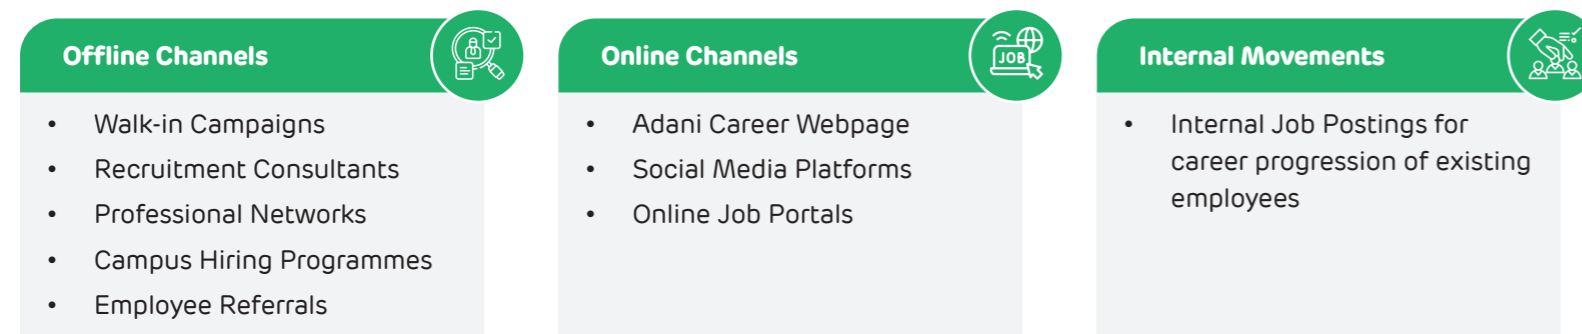 Offline Channels
• Walk-in Campaigns
• Recruitment Consultants
• Professional Networks
• Campus Hiring Programmes
• Employee Referrals
Online Channels
JOB
• Adani Career Webpage
• Social Media Platforms
• Online Job Portals
Internal Movements
• Internal Job Postings for
career progression of existing
employees